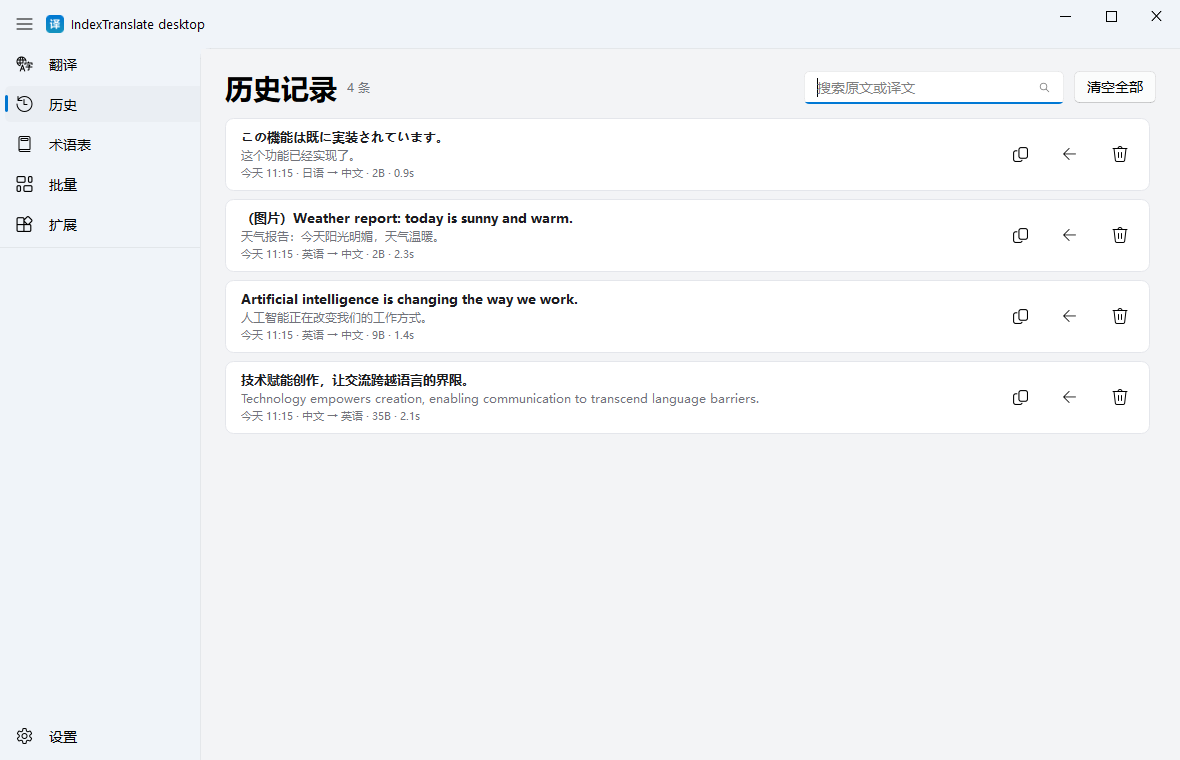 译 IndexTranslate desktop
翻译
历史
术语表
批量
扩展
设置
历史记录 4 条
搜索原文或译文
清空全部
この機能は既に実装されています。
这个功能已经实现了。
今天 11:15 · 日语 → 中文 · 2B · 0.9s
（图片）Weather report: today is sunny and warm.
天气报告：今天阳光明媚，天气温暖。
今天 11:15 · 英语 → 中文 · 2B · 2.3s
Artificial intelligence is changing the way we work.
人工智能正在改变我们的工作方式。
今天 11:15 · 英语 → 中文 · 9B · 1.4s
技术赋能创作，让交流跨越语言的界限。
Technology empowers creation, enabling communication to transcend language barriers.
今天 11:15 · 中文 → 英语 · 35B · 2.1s